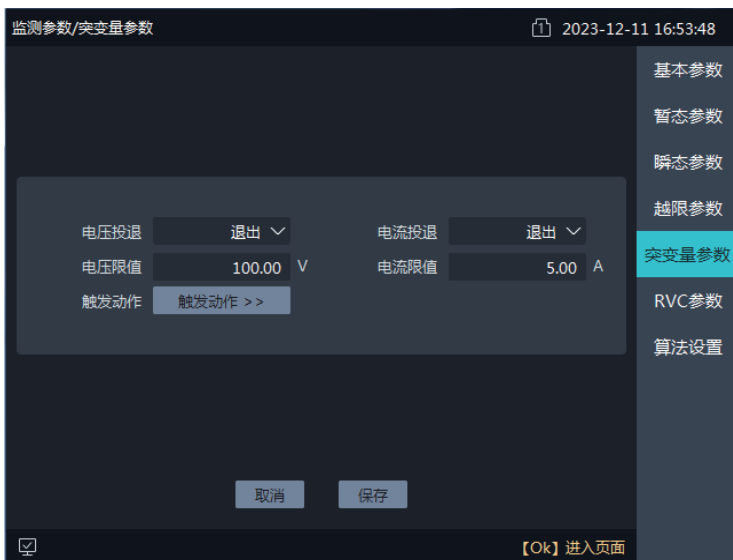 监测参数/突变量参数 1 2023-12-11 16:53:48
基本参数
暂态参数
瞬态参数
越限参数
突变量参数
RVC参数
算法设置
电压投退 退出 电流投退 退出
电压限值 100.00 V 电流限值 5.00 A
触发动作 触发动作 >>
取消 保存
【Ok】进入页面